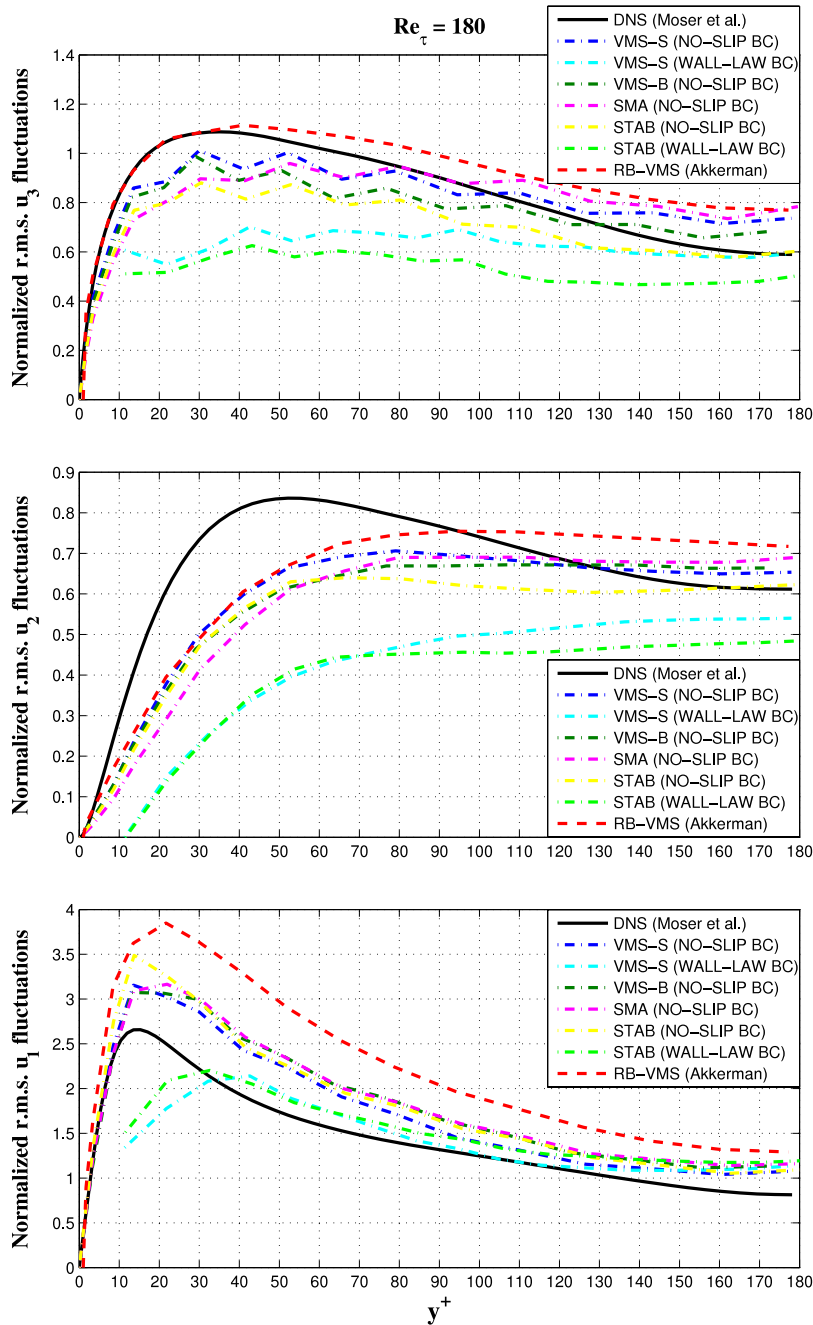 Re_τ = 180
Normalized r.m.s. u_3 fluctuations
1.4
1.2
1
0.8
0.6
0.4
0.2
0
0 10 20 30 40 50 60 70 80 90 100 110 120 130 140 150 160 170 180
DNS (Moser et al.)
VMS−S (NO−SLIP BC)
VMS−S (WALL−LAW BC)
VMS−B (NO−SLIP BC)
SMA (NO−SLIP BC)
STAB (NO−SLIP BC)
STAB (WALL−LAW BC)
RB−VMS (Akkerman)
Normalized r.m.s. u_2 fluctuations
0.9
0.8
0.7
0.6
0.5
0.4
0.3
0.2
0.1
0
0 10 20 30 40 50 60 70 80 90 100 110 120 130 140 150 160 170 180
DNS (Moser et al.)
VMS−S (NO−SLIP BC)
VMS−S (WALL−LAW BC)
VMS−B (NO−SLIP BC)
SMA (NO−SLIP BC)
STAB (NO−SLIP BC)
STAB (WALL−LAW BC)
RB−VMS (Akkerman)
Normalized r.m.s. u_1 fluctuations
4
3.5
3
2.5
2
1.5
1
0.5
0
0 10 20 30 40 50 60 70 80 90 100 110 120 130 140 150 160 170 180
DNS (Moser et al.)
VMS−S (NO−SLIP BC)
VMS−S (WALL−LAW BC)
VMS−B (NO−SLIP BC)
SMA (NO−SLIP BC)
STAB (NO−SLIP BC)
STAB (WALL−LAW BC)
RB−VMS (Akkerman)
y^+